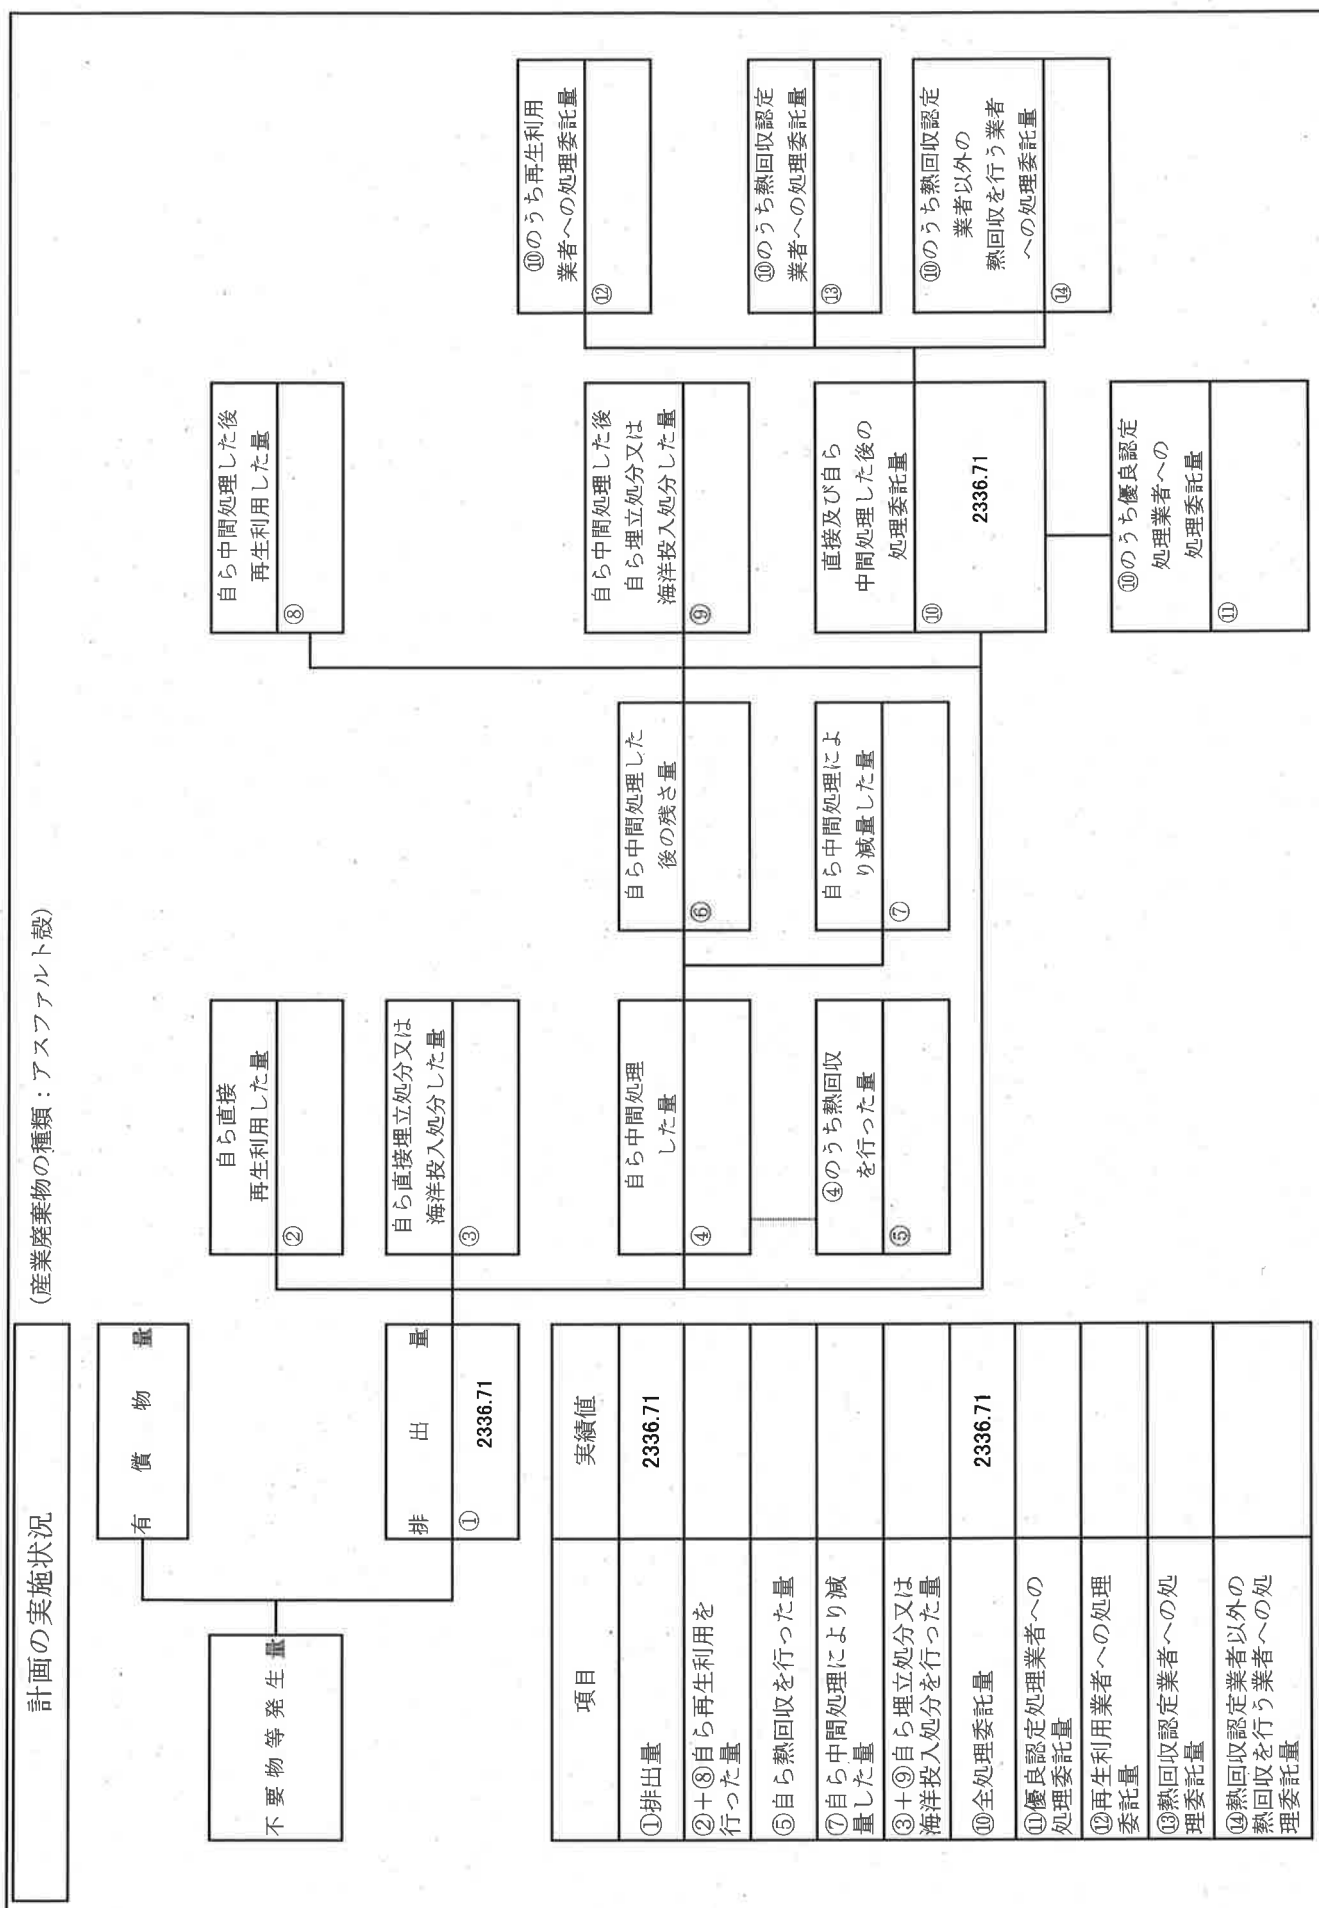 計画の実施状況
(産業廃棄物の種類：アスファルト殻)
不要物等発生量
有償物量
排出量
①
2336.71
自ら直接
再生利用した量
②
自ら直接埋立処分又は
海洋投入処分した量
③
自ら中間処理
した量
④
④のうち熱回収
を行った量
⑤
自ら中間処理した
後の残さ量
⑥
自ら中間処理によ
り減量した量
⑦
自ら中間処理した後
再生利用した量
⑧
自ら中間処理した後
自ら埋立処分又は
海洋投入処分した量
⑨
直接及び自ら
中間処理した後の
処理委託量
⑩
2336.71
⑩のうち優良認定
処理業者への
処理委託量
⑪
⑩のうち再生利用
業者への処理委託量
⑫
⑩のうち熱回収認定
業者への処理委託量
⑬
⑩のうち熱回収認定
業者以外の
熱回収を行う業者
への処理委託量
⑭
項目
実績値
①排出量
2336.71
②＋⑧自ら再生利用を
行った量
⑤自ら熱回収を行った量
⑦自ら中間処理により減
量した量
③＋⑨自ら埋立処分又は
海洋投入処分を行った量
⑩全処理委託量
2336.71
⑪優良認定処理業者への
処理委託量
⑫再生利用業者への処理
委託量
⑬熱回収認定業者への処
理委託量
⑭熱回収認定業者以外の
熱回収を行う業者への処
理委託量